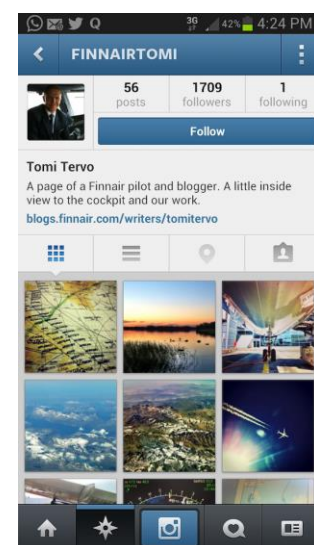 Q 3G 42% 4:24 PM
FINNAIRTOMI
56 1709 1
posts followers following
Follow
Tomi Tervo
A page of a Finnair pilot and blogger. A little inside
view to the cockpit and our work.
blogs.finnair.com/writers/tomitervo